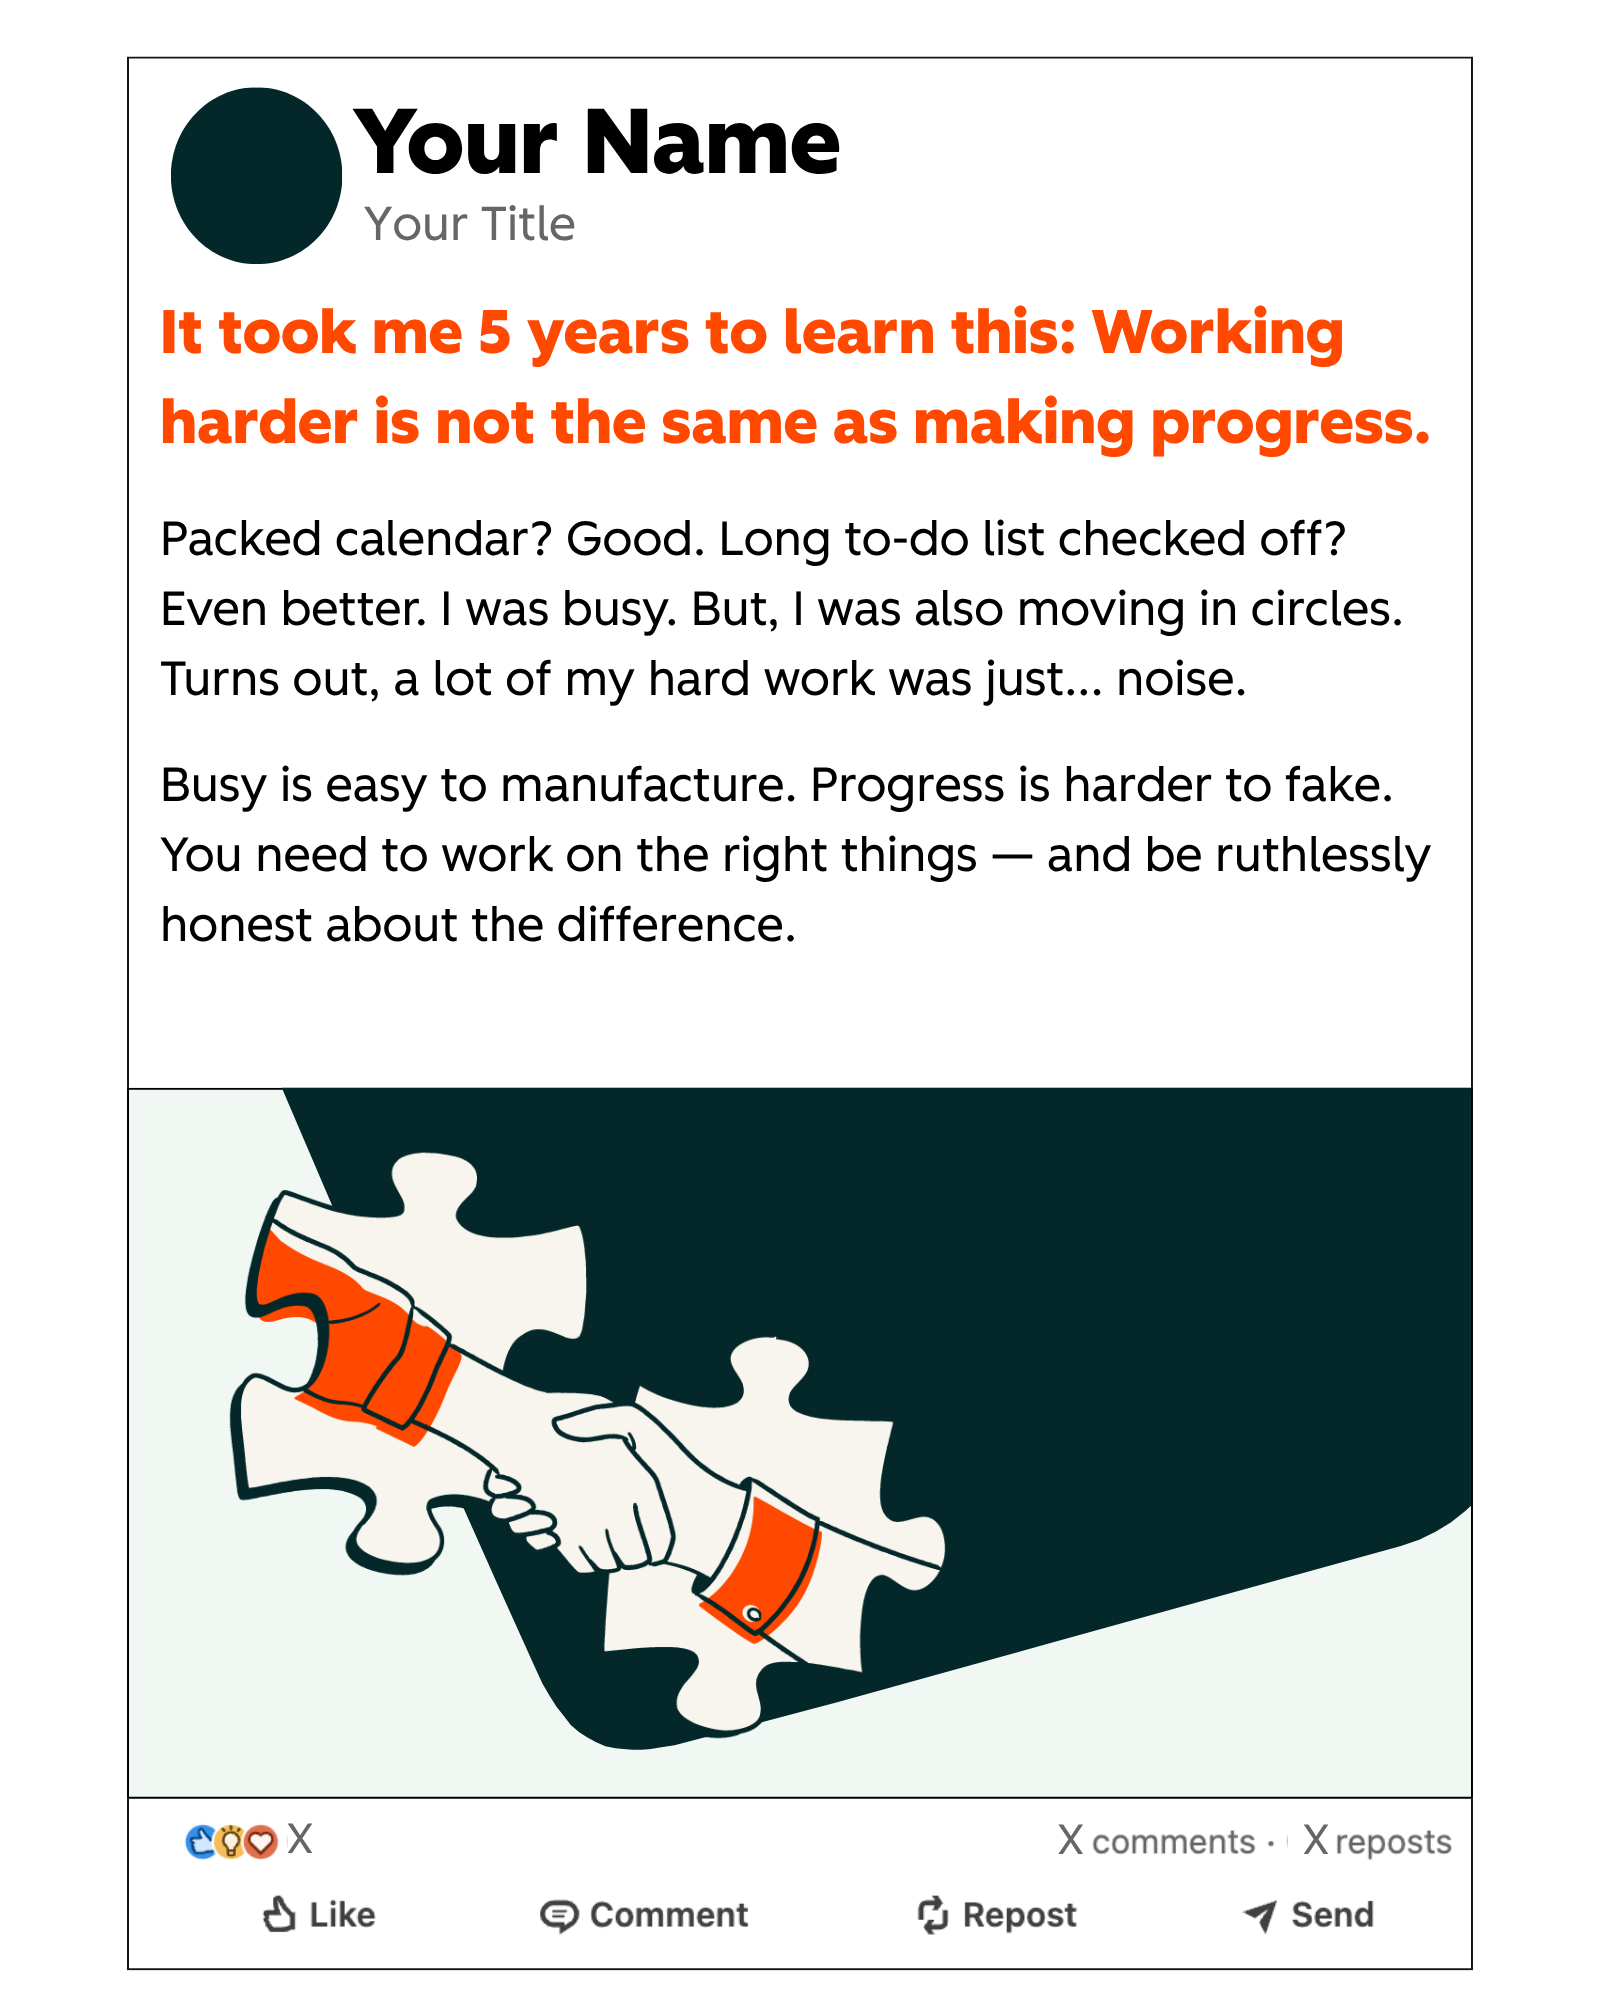 Your Name
Your Title
It took me 5 years to learn this: Working
harder is not the same as making progress.
Packed calendar? Good. Long to-do list checked off?
Even better. I was busy. But, I was also moving in circles.
Turns out, a lot of my hard work was just... noise.
Busy is easy to manufacture. Progress is harder to fake.
You need to work on the right things — and be ruthlessly
honest about the difference.
X X comments · X reposts
Like Comment Repost Send